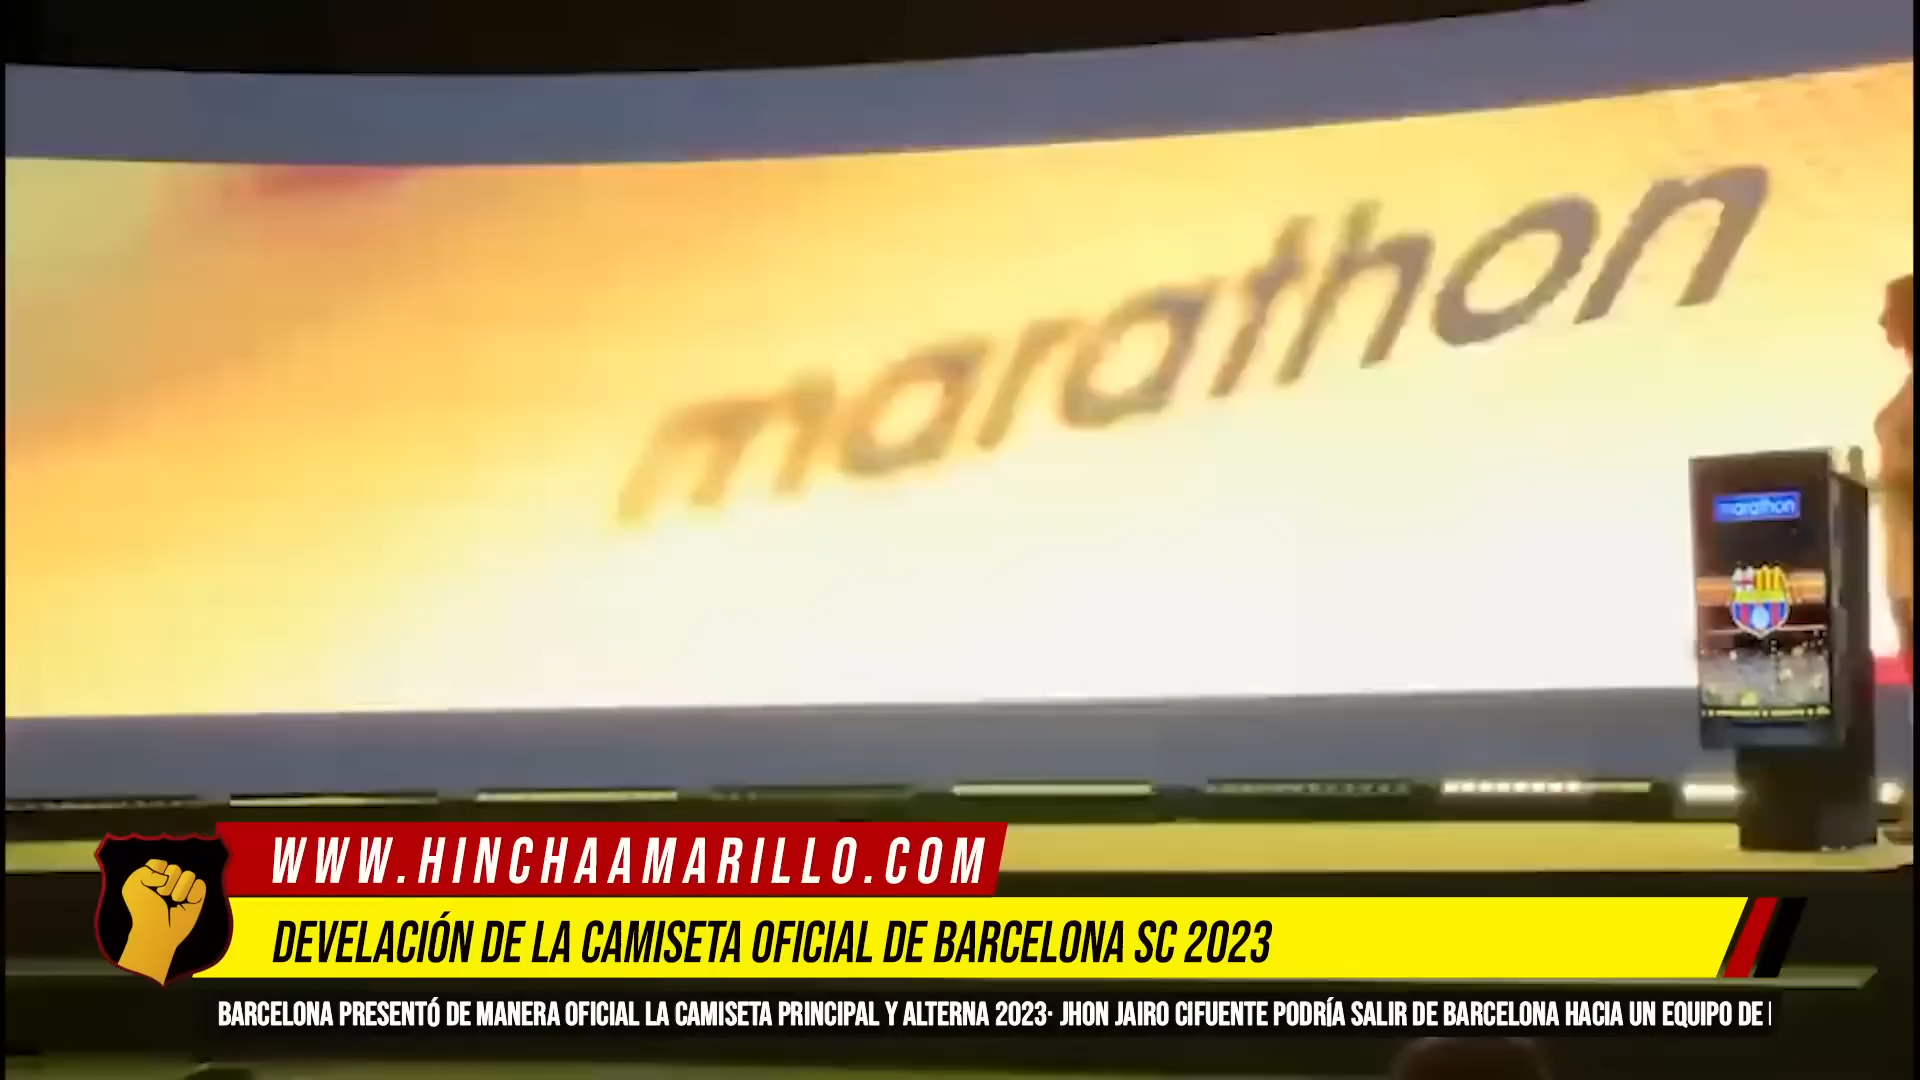 marathon
marathon
WWW.HINCHAAMARILLO.COM
DEVELACIÓN DE LA CAMISETA OFICIAL DE BARCELONA SC 2023
BARCELONA PRESENTÓ DE MANERA OFICIAL LA CAMISETA PRINCIPAL Y ALTERNA 2023· JHON JAIRO CIFUENTE PODRÍA SALIR DE BARCELONA HACIA UN EQUIPO DE